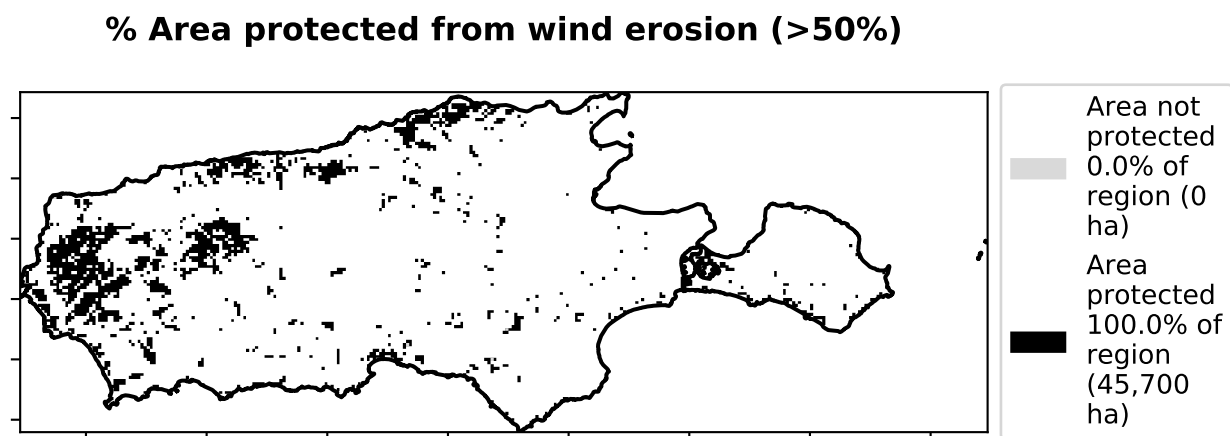 % Area protected from wind erosion (>50%)
Area not
protected
0.0% of
region (0
ha)
Area
protected
100.0% of
region
(45,700
ha)